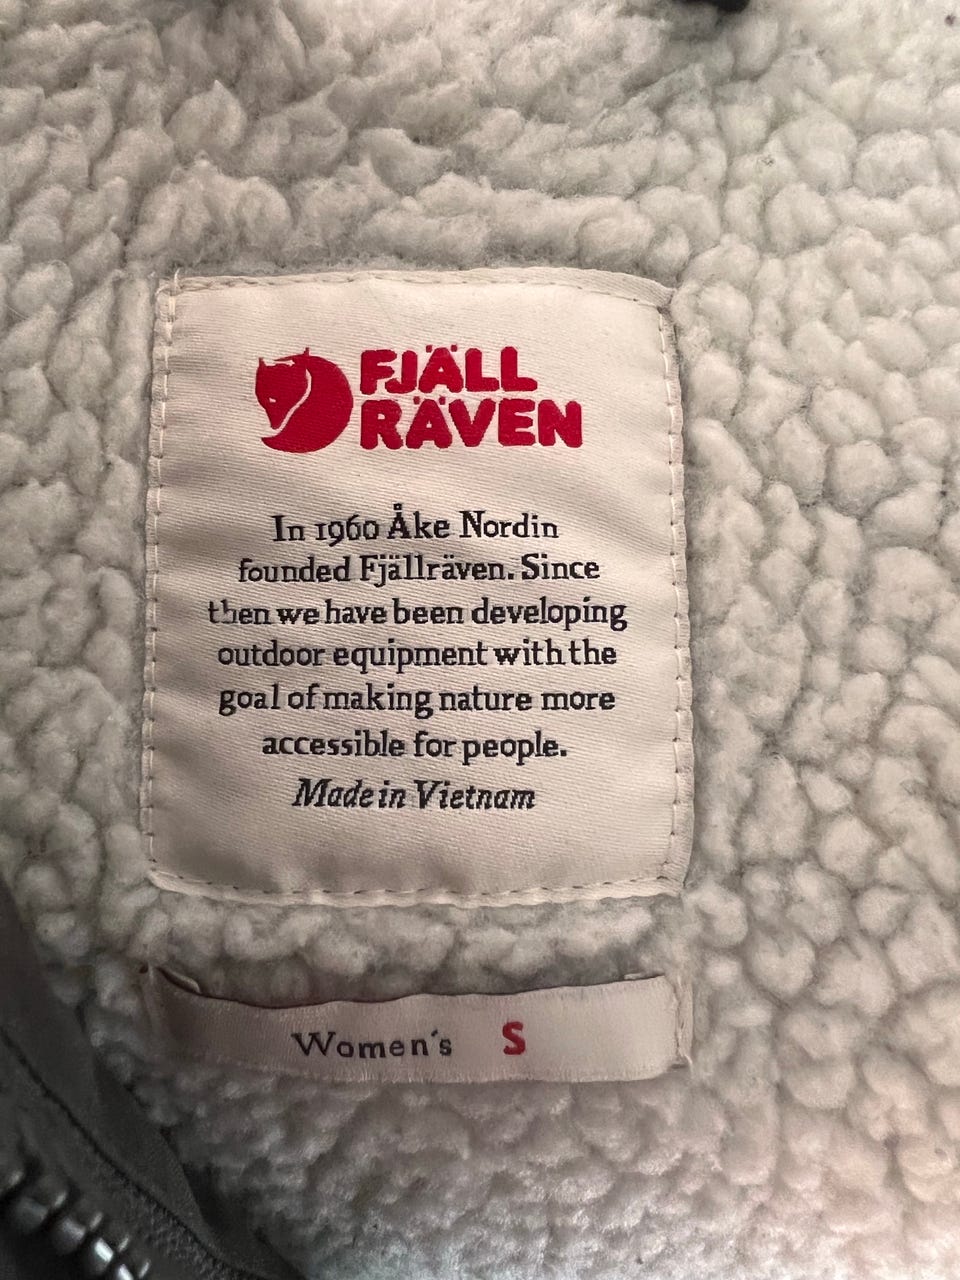 FJÄLL
RÄVEN
In 1960 Åke Nordin
founded Fjällräven. Since
then we have been developing
outdoor equipment with the
goal of making nature more
accessible for people.
Made in Vietnam
Women's S